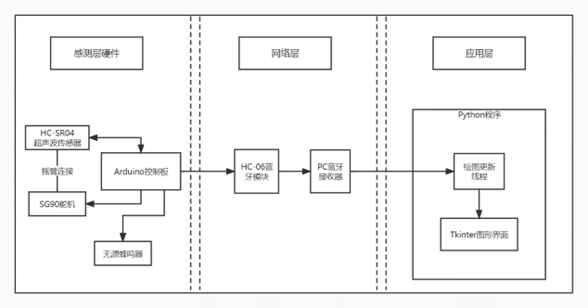 感测层硬件
网络层
应用层
Python程序
HC-SR04
超声波传感器
摇臂连接
SG90舵机
Arduino控制板
无源蜂鸣器
HC-06蓝
牙模块
PC蓝牙
接收器
绘图更新
线程
Tkinter图形界面